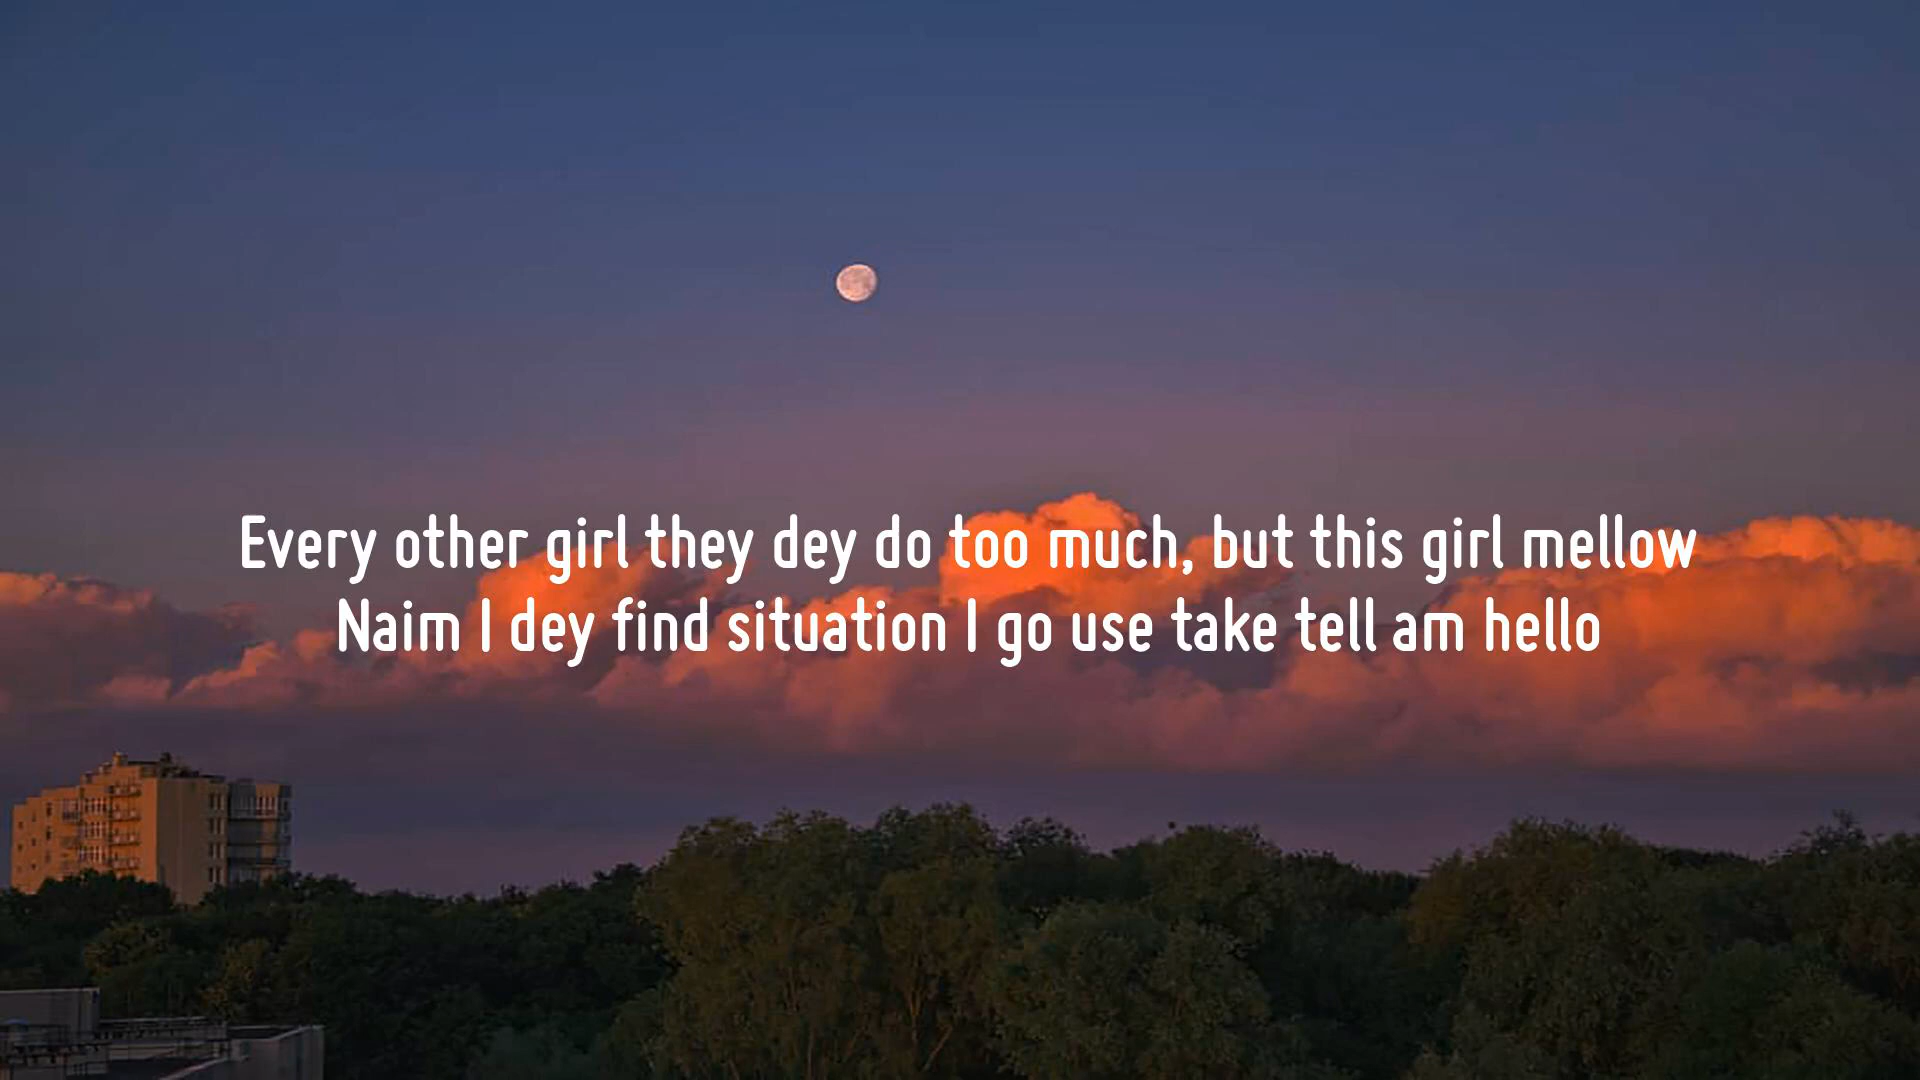 Every other girl they dey do too much, but this girl mellow
Naim I dey find situation I go use take tell am hello